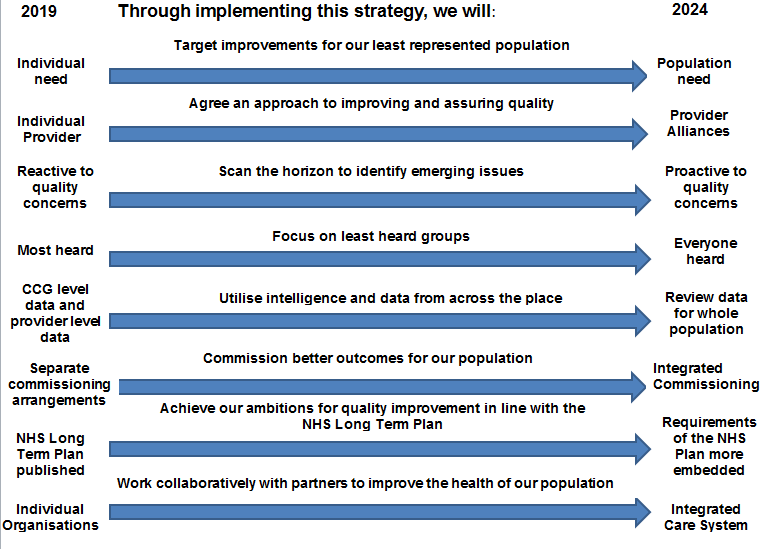 2019
Through implementing this strategy, we will:
2024
Target improvements for our least represented population
Individual
need
Population
need
Agree an approach to improving and assuring quality
Individual
Provider
Provider
Alliances
Scan the horizon to identify emerging issues
Reactive to
quality
concerns
Proactive to
quality
concerns
Focus on least heard groups
Most heard
Everyone
heard
Utilise intelligence and data from across the place
CCG level
data and
provider level
data
Review data
for whole
population
Commission better outcomes for our population
Separate
commissioning
arrangements
Integrated
Commissioning
Achieve our ambitions for quality improvement in line with the
NHS Long Term Plan
NHS Long
Term Plan
published
Requirements
of the NHS
Plan more
embedded
Work collaboratively with partners to improve the health of our population
Individual
Organisations
Integrated
Care System